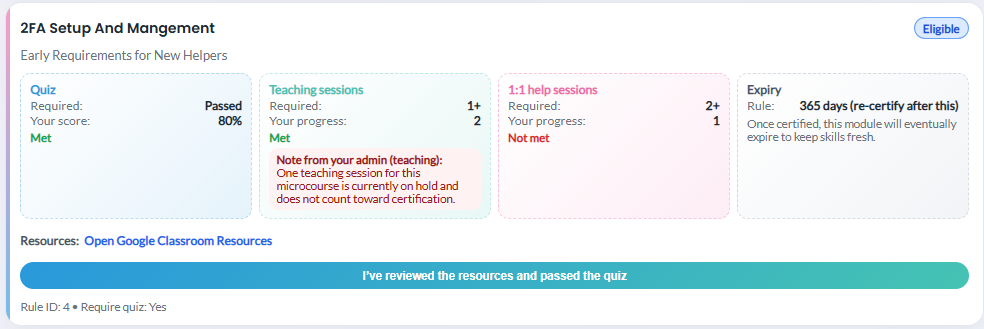 2FA Setup And Mangement
Eligible
Early Requirements for New Helpers
Quiz
Required: Passed
Your score: 80%
Met
Teaching sessions
Required: 1+
Your progress: 2
Met
Note from your admin (teaching):
One teaching session for this
microcourse is currently on hold and
does not count toward certification.
1:1 help sessions
Required: 2+
Your progress: 1
Not met
Expiry
Rule: 365 days (re-certify after this)
Once certified, this module will eventually
expire to keep skills fresh.
Resources: Open Google Classroom Resources
I've reviewed the resources and passed the quiz
Rule ID: 4 • Require quiz: Yes